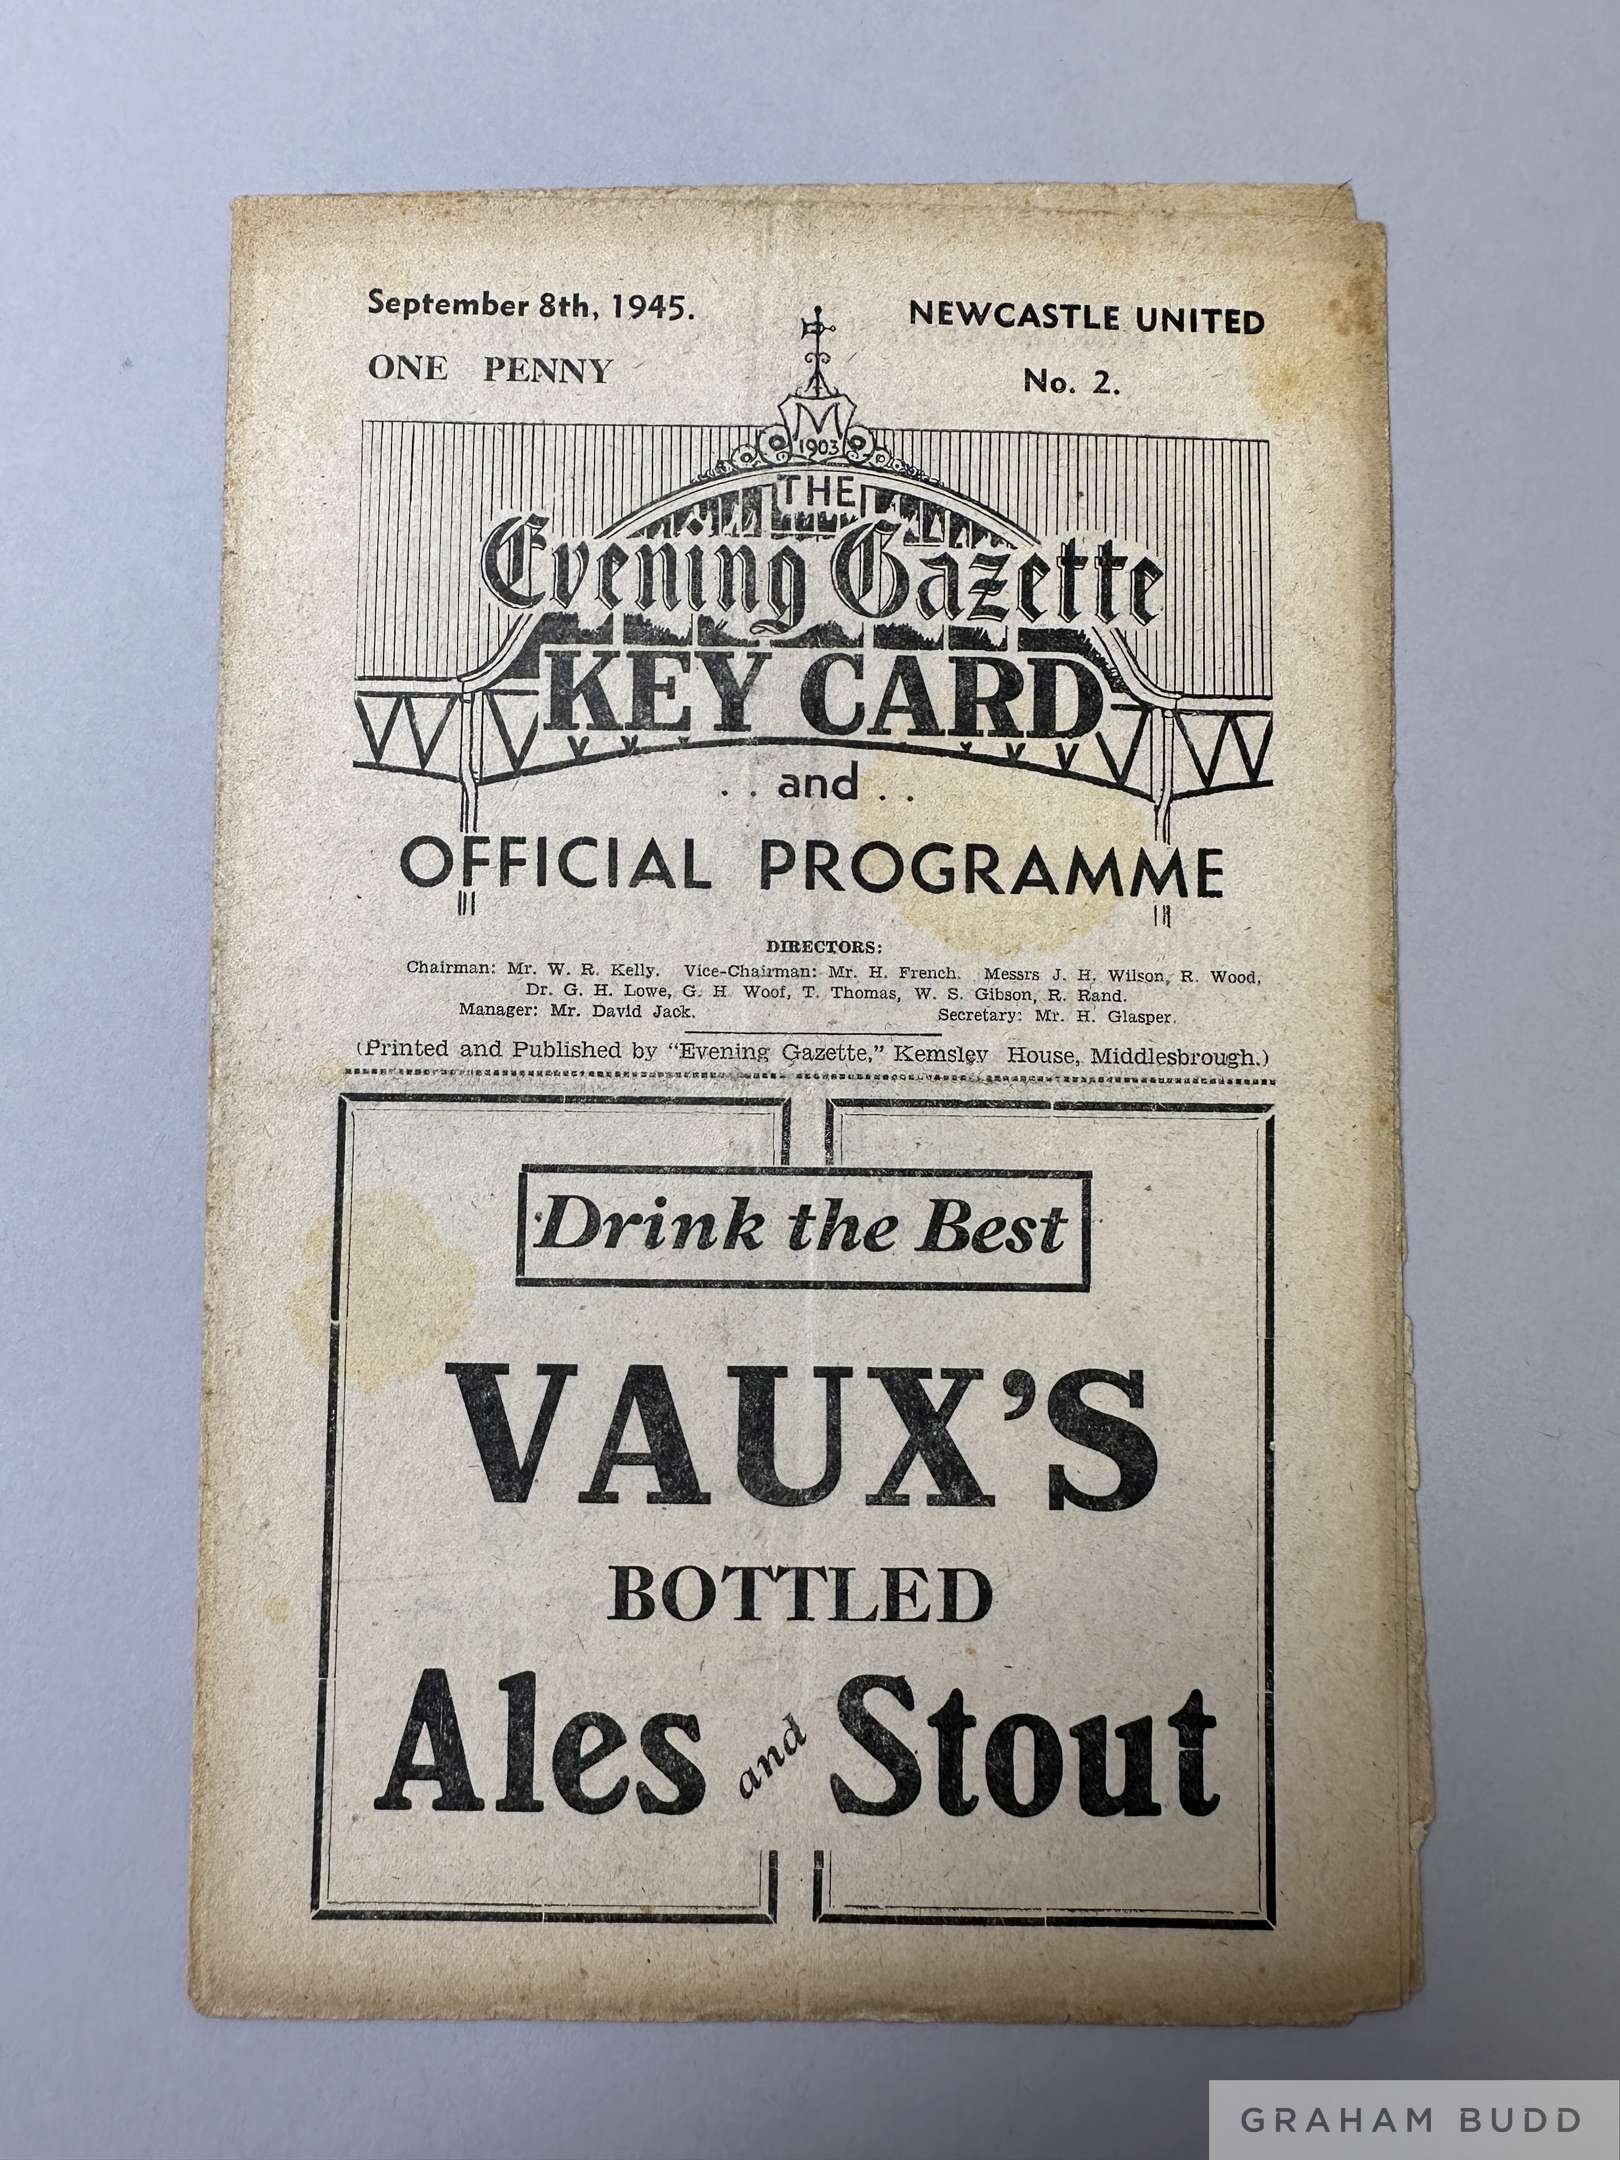 September 8th, 1945.
NEWCASTLE UNITED
ONE PENNY
No. 2.
M
1903
THE
Evening Gazette
KEY CARD
. . and . .
OFFICIAL PROGRAMME
DIRECTORS:
Chairman: Mr. W. R. Kelly. Vice-Chairman: Mr. H. French. Messrs J. H. Wilson, R. Wood,
Dr. G. H. Lowe, G. H Woof, T. Thomas, W. S. Gibson, R. Rand.
Manager: Mr. David Jack. Secretary: Mr. H. Glasper.
(Printed and Published by "Evening Gazette," Kemsley House, Middlesbrough.)
Drink the Best
VAUX'S
BOTTLED
Ales and Stout
GRAHAM BUDD